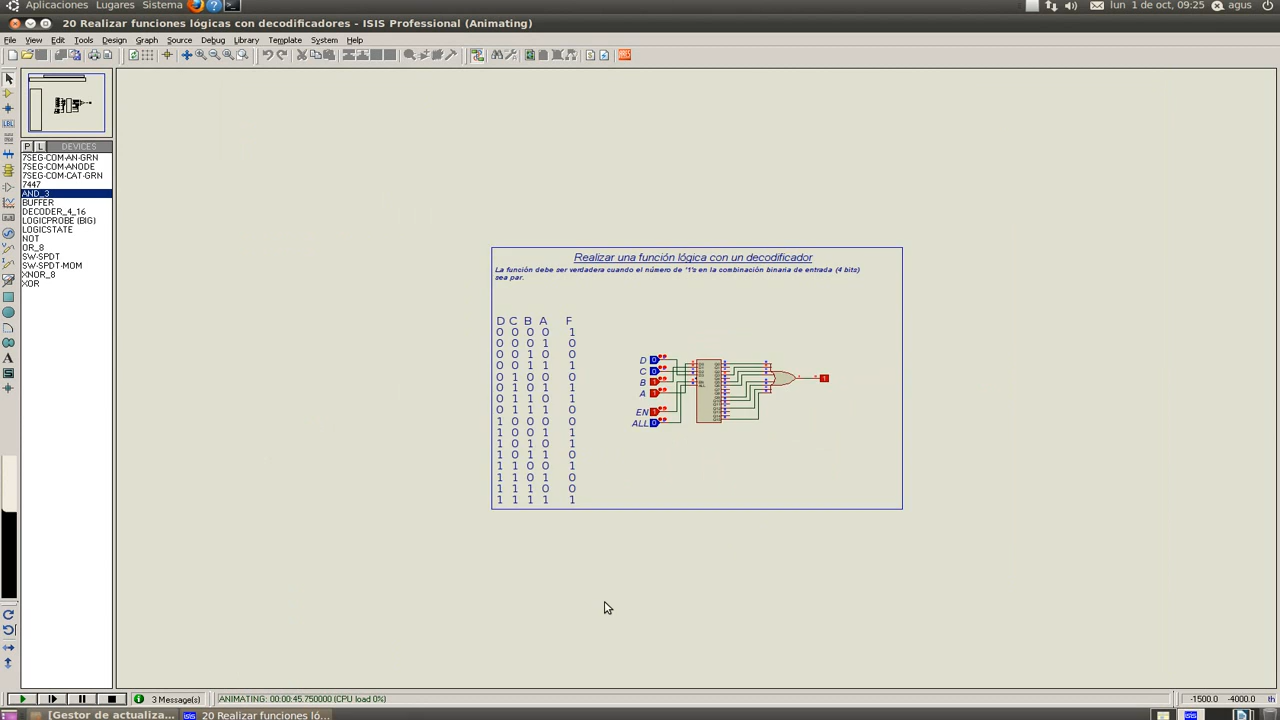 Aplicaciones Lugares Sistema
lun 1 de oct, 09:25 agus
20 Realizar funciones lógicas con decodificadores - ISIS Professional (Animating)
File View Edit Tools Design Graph Source Debug Library Template System Help
P L DEVICES
7SEG-COM-AN-GRN
7SEG-COM-ANODE
7SEG-COM-CAT-GRN
7447
AND_3
BUFFER
DECODER_4_16
LOGICPROBE (BIG)
LOGICSTATE
NOT
OR_8
SW-SPDT
SW-SPDT-MOM
XNOR_8
XOR
Realizar una función lógica con un decodificador
La función debe ser verdadera cuando el número de '1's en la combinación binaria de entrada (4 bits)
sea par.
D C B A F
0 0 0 0 1
0 0 0 1 0
0 0 1 0 0
0 0 1 1 1
0 1 0 0 0
0 1 0 1 1
0 1 1 0 1
0 1 1 1 0
1 0 0 0 0
1 0 0 1 1
1 0 1 0 1
1 0 1 1 0
1 1 0 0 1
1 1 0 1 0
1 1 1 0 0
1 1 1 1 1
D 0
C 0
B 1
A 1
EN 1
ALL 0
1
3 Message(s) ANIMATING: 00:00:45.750000 (CPU load 0%) -1500.0 -4000.0 th
[Gestor de actualiza... 20 Realizar funciones ló...